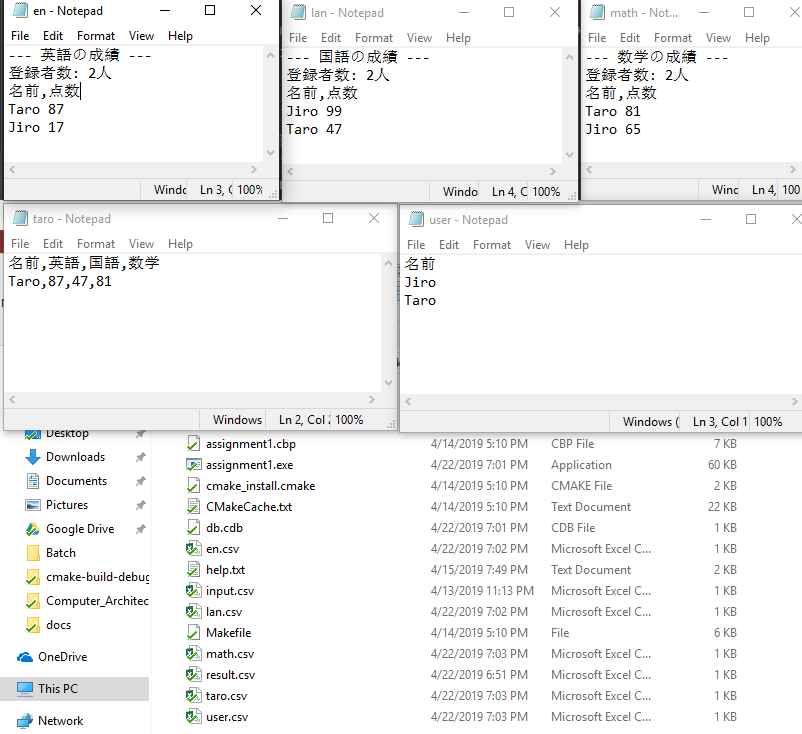 en - Notepad
File Edit Format View Help
--- 英語の成績 ---
登録者数: 2人
名前,点数
Taro 87
Jiro 17
Ln 3, 100%
lan - Notepad
File Edit Format View Help
--- 国語の成績 ---
登録者数: 2人
名前,点数
Jiro 99
Taro 47
Ln 4, 100%
math - Not...
File Edit Format View Help
--- 数学の成績 ---
登録者数: 2人
名前,点数
Taro 81
Jiro 65
Ln 4, 100
taro - Notepad
File Edit Format View Help
名前,英語,国語,数学
Taro,87,47,81
Windows Ln 2, Col 100%
user - Notepad
File Edit Format View Help
名前
Jiro
Taro
Windows ( Ln 3, Col 1 100%
Desktop
Downloads
Documents
Pictures
Google Drive
Batch
cmake-build-debug
Computer_Architec
docs
OneDrive
This PC
Network
assignment1.cbp 4/14/2019 5:10 PM CBP File 7 KB
assignment1.exe 4/22/2019 7:01 PM Application 60 KB
cmake_install.cmake 4/14/2019 5:10 PM CMAKE File 2 KB
CMakeCache.txt 4/14/2019 5:10 PM Text Document 22 KB
db.cdb 4/22/2019 7:01 PM CDB File 1 KB
en.csv 4/22/2019 7:02 PM Microsoft Excel C... 1 KB
help.txt 4/15/2019 7:49 PM Text Document 2 KB
input.csv 4/13/2019 11:13 PM Microsoft Excel C... 1 KB
lan.csv 4/22/2019 7:02 PM Microsoft Excel C... 1 KB
Makefile 4/14/2019 5:10 PM File 6 KB
math.csv 4/22/2019 7:03 PM Microsoft Excel C... 1 KB
result.csv 4/22/2019 6:51 PM Microsoft Excel C... 1 KB
taro.csv 4/22/2019 7:03 PM Microsoft Excel C... 1 KB
user.csv 4/22/2019 7:03 PM Microsoft Excel C... 1 KB